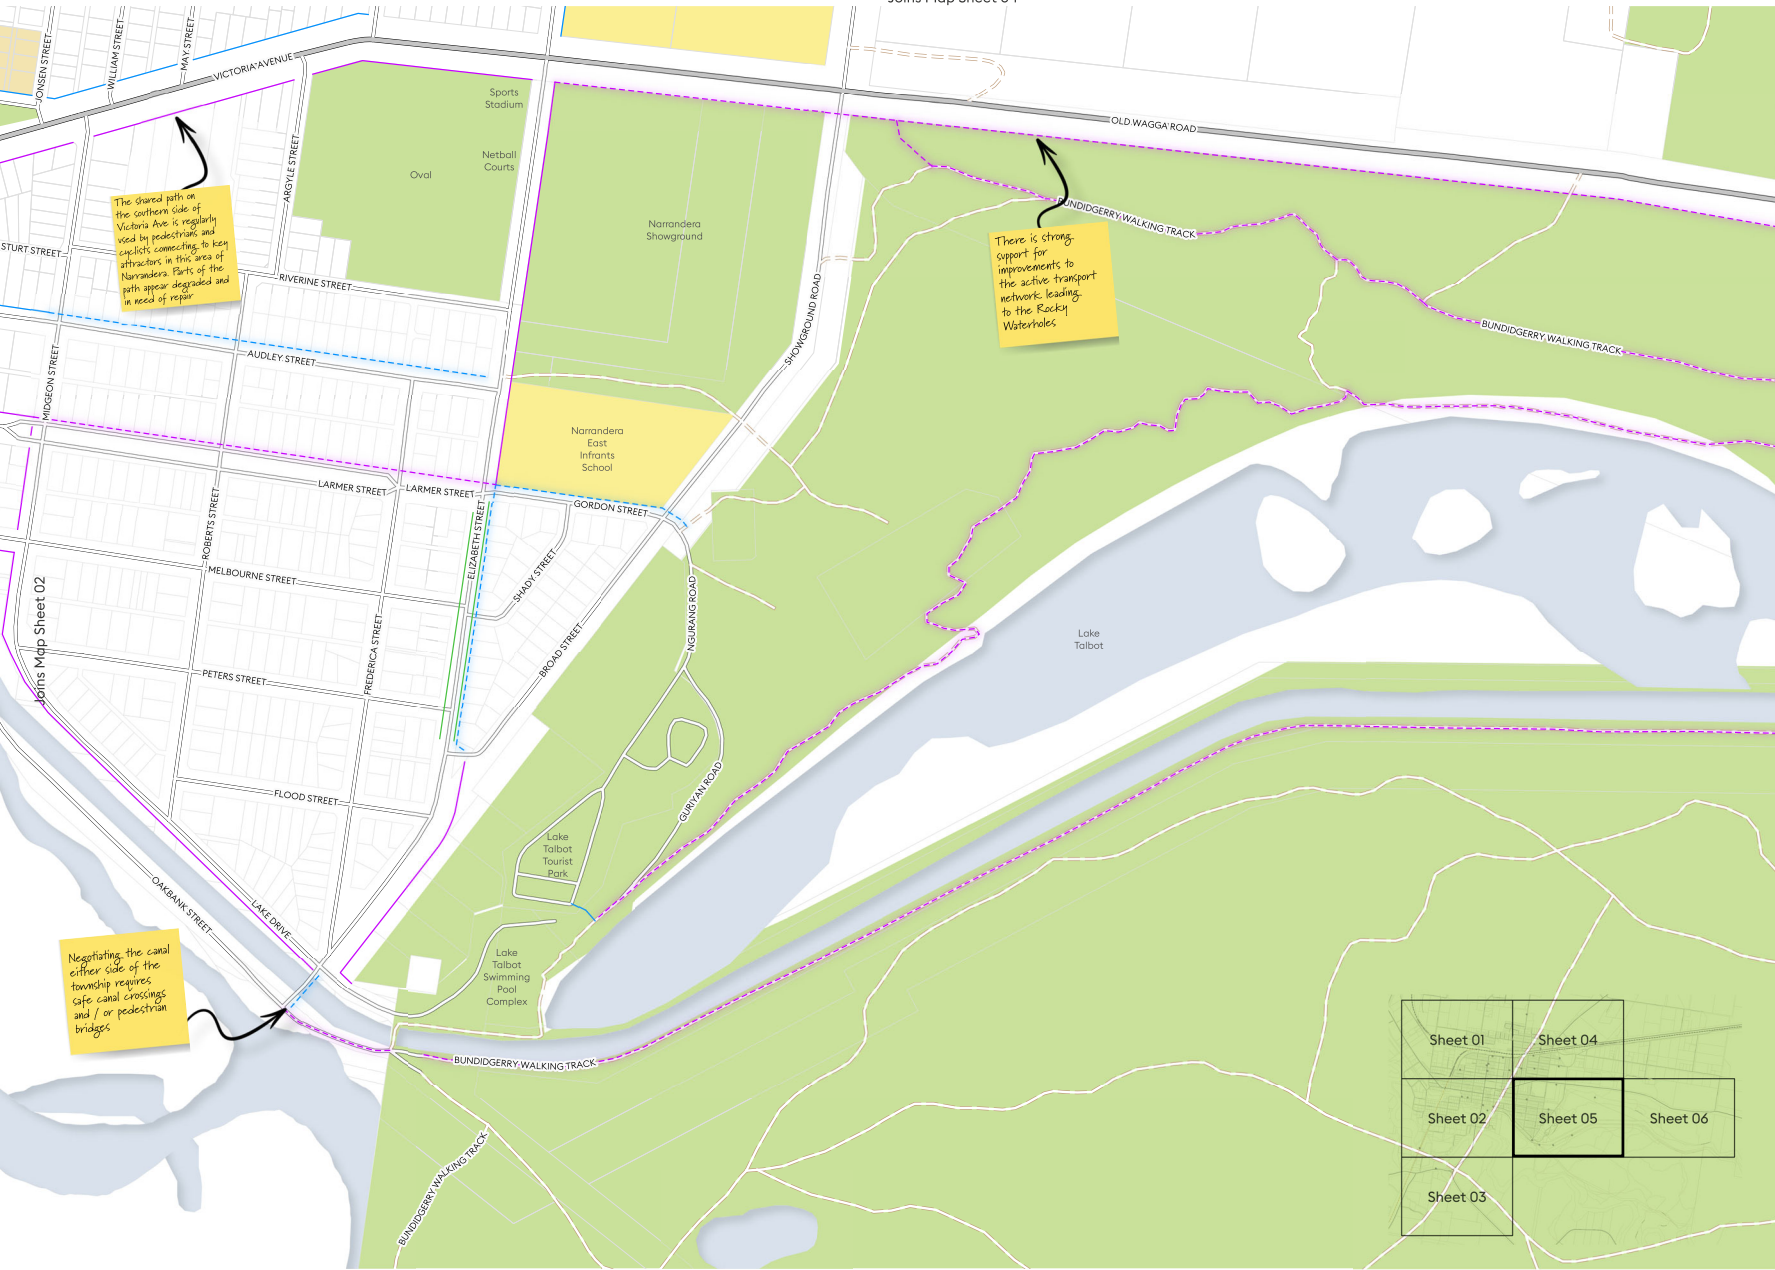 Joins Map Sheet 04
JONSEN STREET
WILLIAM STREET
MAY STREET
VICTORIA AVENUE
Sports
Stadium
OLD WAGGA ROAD
ARGYLE STREET
Netball
Courts
Oval
The shared path on
the southern side of
Victoria Ave is regularly
used by pedestrians and
cyclists connecting to key
attractors in this area of
Narrandera. Parts of the
path appear degraded and
in need of repair
BUNDIDGERRY WALKING TRACK
Narrandera
Showground
There is strong
support for
improvements to
the active transport
network leading
to the Rocky
Waterholes
STURT STREET
RIVERINE STREET
SHOWGROUND ROAD
BUNDIDGERRY WALKING TRACK
AUDLEY STREET
MIDGEON STREET
Narrandera
East
Infrants
School
LARMER STREET
LARMER STREET
GORDON STREET
ROBERTS STREET
ELIZABETH STREET
MELBOURNE STREET
SHADY STREET
NGURANG ROAD
Joins Map Sheet 02
BROAD STREET
Lake
Talbot
FREDERICA STREET
PETERS STREET
FLOOD STREET
GURIYAN ROAD
Lake
Talbot
Tourist
Park
OAKBANK STREET
LAKE DRIVE
Negotiating the canal
either side of the
township requires
safe canal crossings
and / or pedestrian
bridges
Lake
Talbot
Swimming
Pool
Complex
BUNDIDGERRY WALKING TRACK
BUNDIDGERRY WALKING TRACK
Sheet 01
Sheet 04
Sheet 02
Sheet 05
Sheet 06
Sheet 03